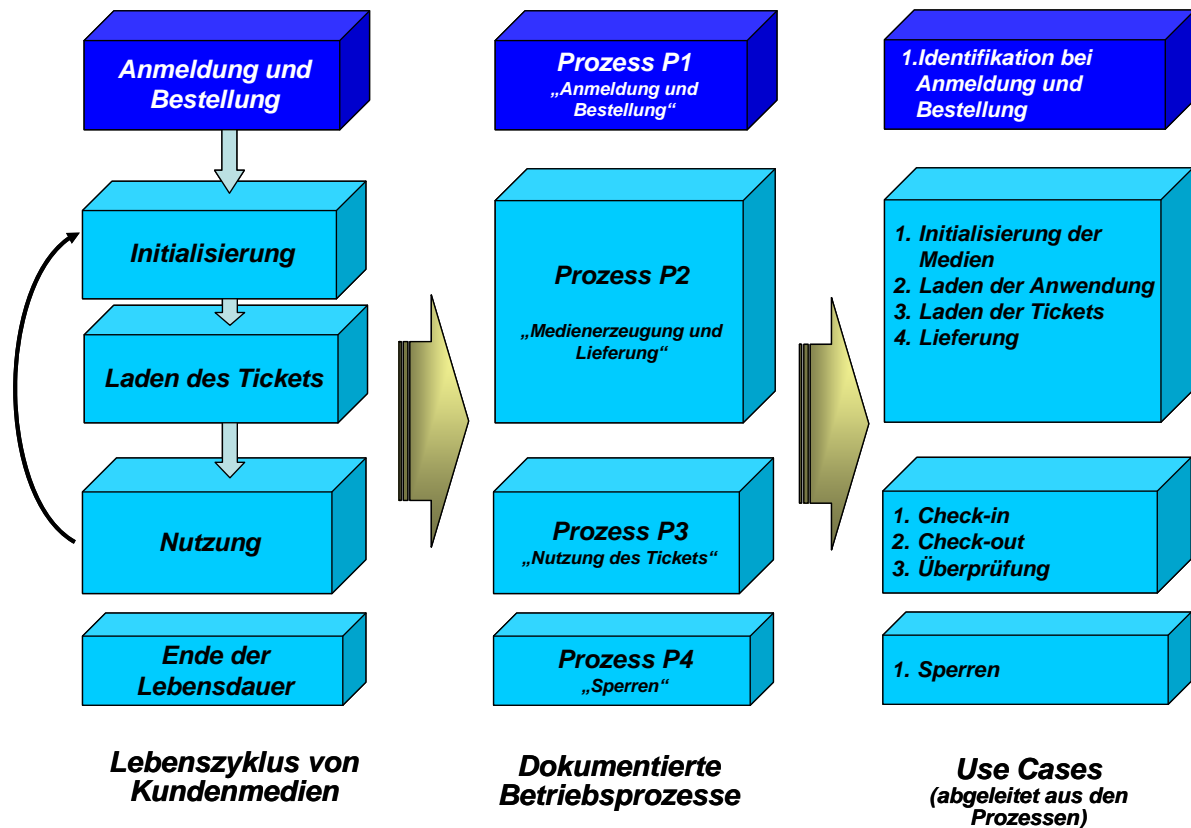 Anmeldung und
Bestellung
Initialisierung
Laden des Tickets
Nutzung
Ende der
Lebensdauer
Lebenszyklus von
Kundenmedien
Prozess P1
„Anmeldung und
Bestellung“
Prozess P2
„Medienerzeugung und
Lieferung“
Prozess P3
„Nutzung des Tickets“
Prozess P4
„Sperren“
Dokumentierte
Betriebsprozesse
1.Identifikation bei
Anmeldung und
Bestellung
1. Initialisierung der
Medien
2. Laden der Anwendung
3. Laden der Tickets
4. Lieferung
1. Check-in
2. Check-out
3. Überprüfung
1. Sperren
Use Cases
(abgeleitet aus den
Prozessen)